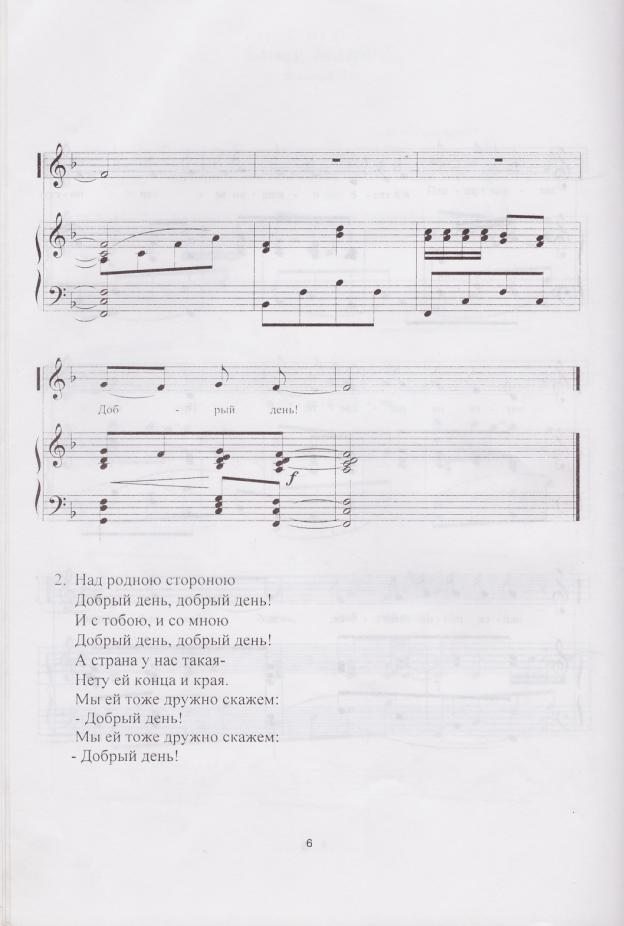 Доб - рый день!
f
2. Над родною стороною
Добрый день, добрый день!
И с тобою, и со мною
Добрый день, добрый день!
А страна у нас такая-
Нету ей конца и края.
Мы ей тоже дружно скажем:
- Добрый день!
Мы ей тоже дружно скажем:
- Добрый день!
6